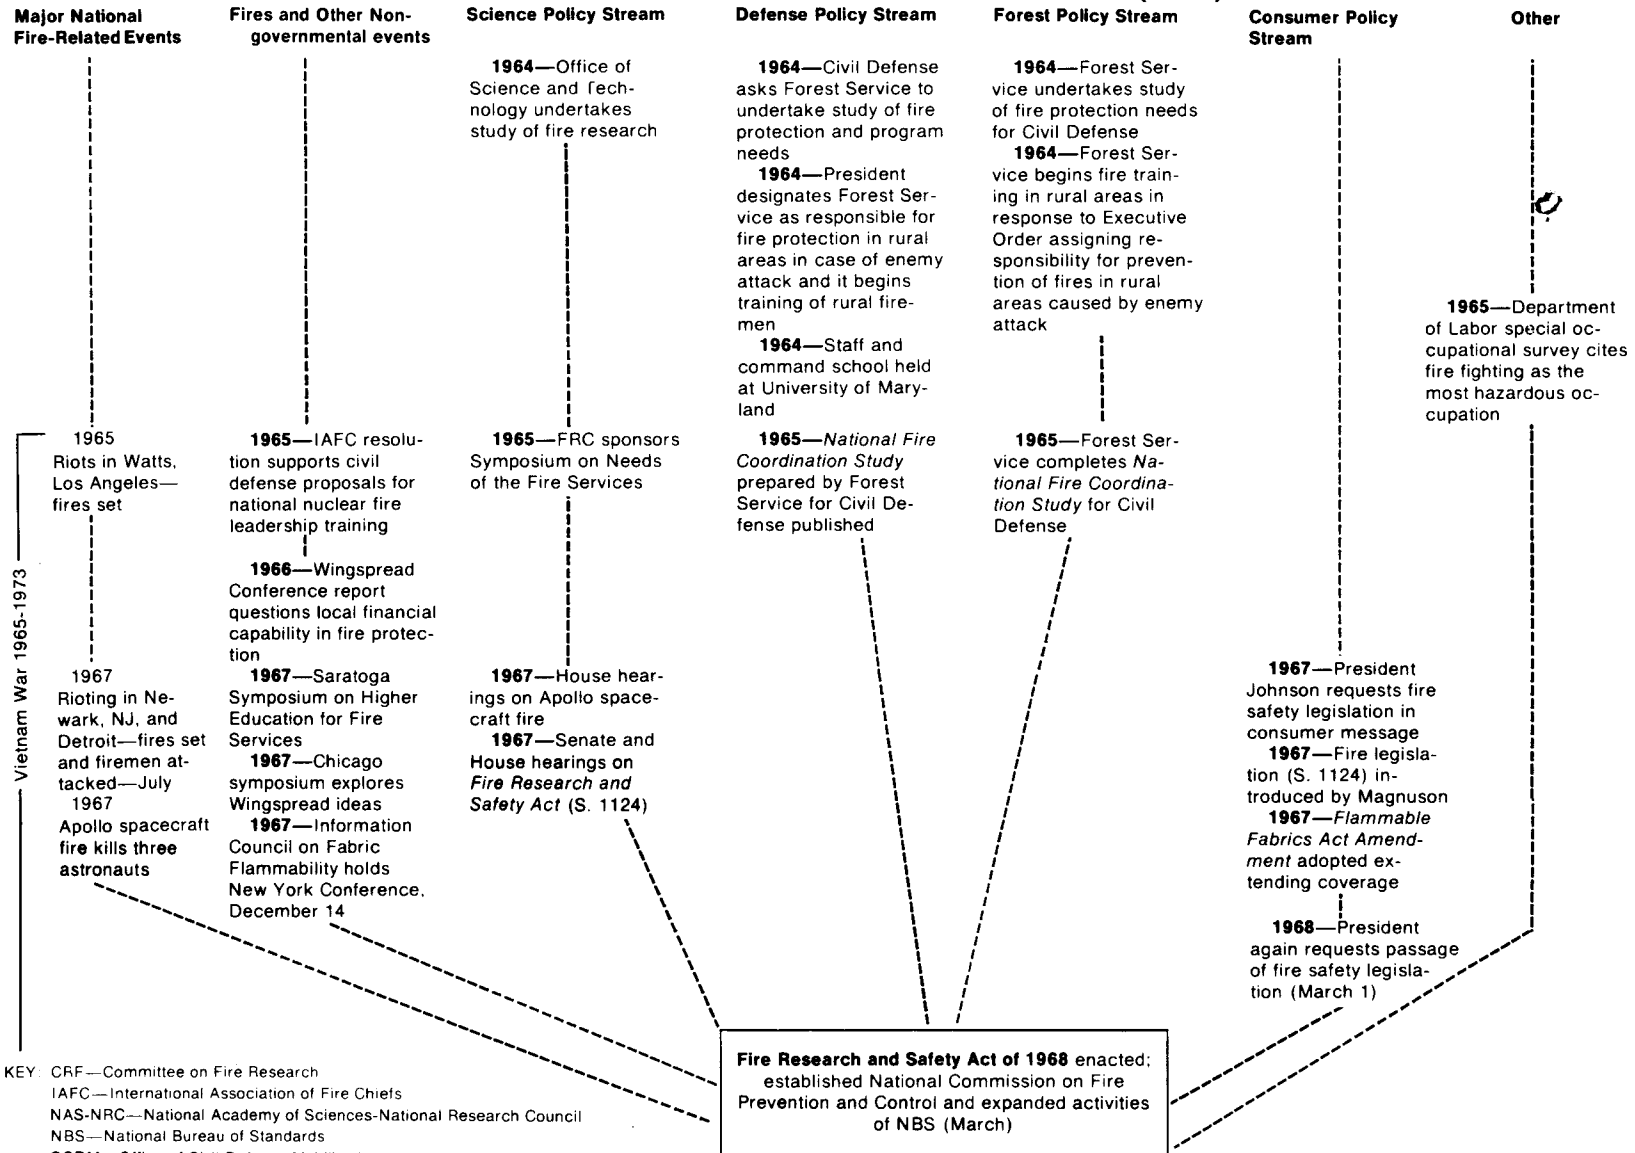 Major National
Fire-Related Events
Fires and Other Non-
governmental events
Science Policy Stream
Defense Policy Stream
Forest Policy Stream
Consumer Policy
Stream
Other
1964—Office of
Science and Tech-
nology undertakes
study of fire research
1964—Civil Defense
asks Forest Service to
undertake study of fire
protection and program
needs
1964—President
designates Forest Ser-
vice as responsible for
fire protection in rural
areas in case of enemy
attack and it begins
training of rural fire-
men
1964—Staff and
command school held
at University of Mary-
land
1964—Forest Ser-
vice undertakes study
of fire protection needs
for Civil Defense
1964—Forest Ser-
vice begins fire train-
ing in rural areas in
response to Executive
Order assigning re-
sponsibility for preven-
tion of fires in rural
areas caused by enemy
attack
1965—Department
of Labor special oc-
cupational survey cites
fire fighting as the
most hazardous oc-
cupation
Vietnam War 1965-1973
1965
Riots in Watts,
Los Angeles—
fires set
1967
Rioting in Ne-
wark, NJ, and
Detroit—fires set
and firemen at-
tacked—July
1967
Apollo spacecraft
fire kills three
astronauts
1965—IAFC resolu-
tion supports civil
defense proposals for
national nuclear fire
leadership training
1966—Wingspread
Conference report
questions local financial
capability in fire protec-
tion
1967—Saratoga
Symposium on Higher
Education for Fire
Services
1967—Chicago
symposium explores
Wingspread ideas
1967—Information
Council on Fabric
Flammability holds
New York Conference,
December 14
1965—FRC sponsors
Symposium on Needs
of the Fire Services
1967—House hear-
ings on Apollo space-
craft fire
1967—Senate and
House hearings on
Fire Research and
Safety Act (S. 1124)
1965—National Fire
Coordination Study
prepared by Forest
Service for Civil De-
fense published
1965—Forest Ser-
vice completes Na-
tional Fire Coordina-
tion Study for Civil
Defense
1967—President
Johnson requests fire
safety legislation in
consumer message
1967—Fire legisla-
tion (S. 1124) in-
troduced by Magnuson
1967—Flammable
Fabrics Act Amend-
ment adopted ex-
tending coverage
1968—President
again requests passage
of fire safety legisla-
tion (March 1)
Fire Research and Safety Act of 1968 enacted;
established National Commission on Fire
Prevention and Control and expanded activities
of NBS (March)
KEY: CRF—Committee on Fire Research
IAFC—International Association of Fire Chiefs
NAS-NRC—National Academy of Sciences-National Research Council
NBS—National Bureau of Standards